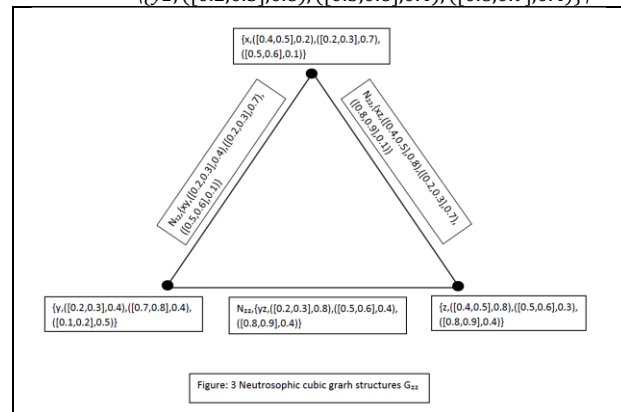 {x,([0.4,0.5],0.2),([0.2,0.3],0.7),
([0.5,0.6],0.1)}
N₁₂,{xy,([0.2,0.3],0.4),([0.2,0.3],0.7),
([0.5,0.6],0.1)}
N₂₂,{xz,([0.4,0.5],0.8),([0.2,0.3],0.7),
([0.8,0.9],0.1)}
{y,([0.2,0.3],0.4),([0.7,0.8],0.4),
([0.1,0.2],0.5)}
N₂₂,{yz,([0.2,0.3],0.8),([0.5,0.6],0.4),
([0.8,0.9],0.4)}
{z,([0.4,0.5],0.8),([0.5,0.6],0.3),
([0.8,0.9],0.4)}
Figure: 3 Neutrosophic cubic grarh structures G₂₂